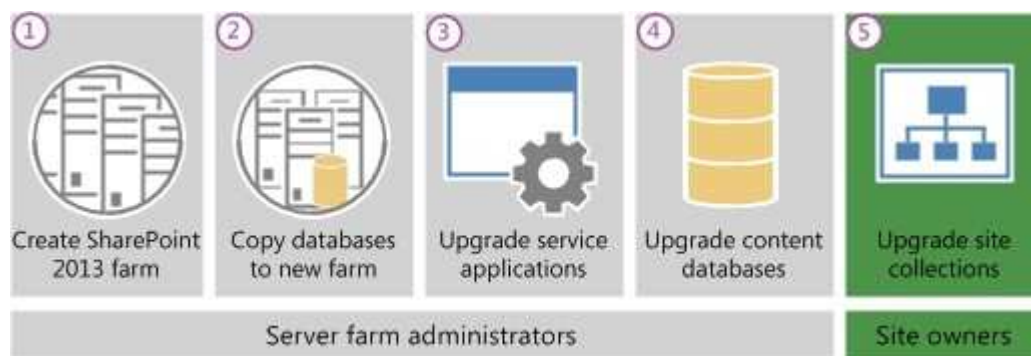 1
Create SharePoint
2013 farm
2
Copy databases
to new farm
3
Upgrade service
applications
4
Upgrade content
databases
5
Upgrade site
collections
Server farm administrators
Site owners